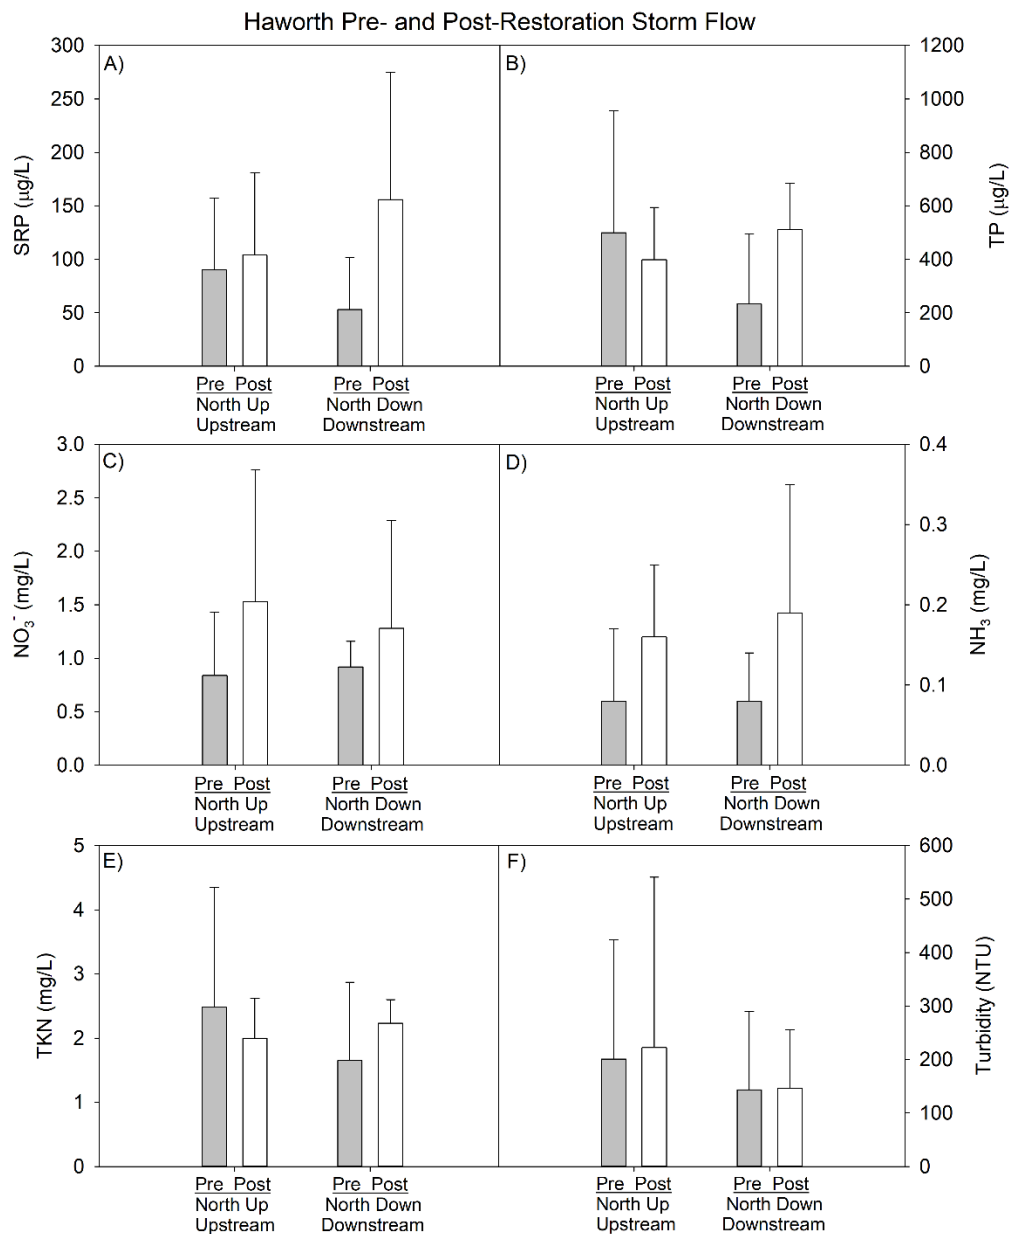 Haworth Pre- and Post-Restoration Storm Flow
A)
300
250
200
150
100
50
0
SRP (µg/L)
Pre Post
North Up
Upstream
Pre Post
North Down
Downstream
B)
1200
1000
800
600
400
200
0
TP (µg/L)
Pre Post
North Up
Upstream
Pre Post
North Down
Downstream
C)
3.0
2.5
2.0
1.5
1.0
0.5
0.0
NO₃⁻ (mg/L)
Pre Post
North Up
Upstream
Pre Post
North Down
Downstream
D)
0.4
0.3
0.2
0.1
0.0
NH₃ (mg/L)
Pre Post
North Up
Upstream
Pre Post
North Down
Downstream
E)
5
4
3
2
1
0
TKN (mg/L)
Pre Post
North Up
Upstream
Pre Post
North Down
Downstream
F)
600
500
400
300
200
100
0
Turbidity (NTU)
Pre Post
North Up
Upstream
Pre Post
North Down
Downstream